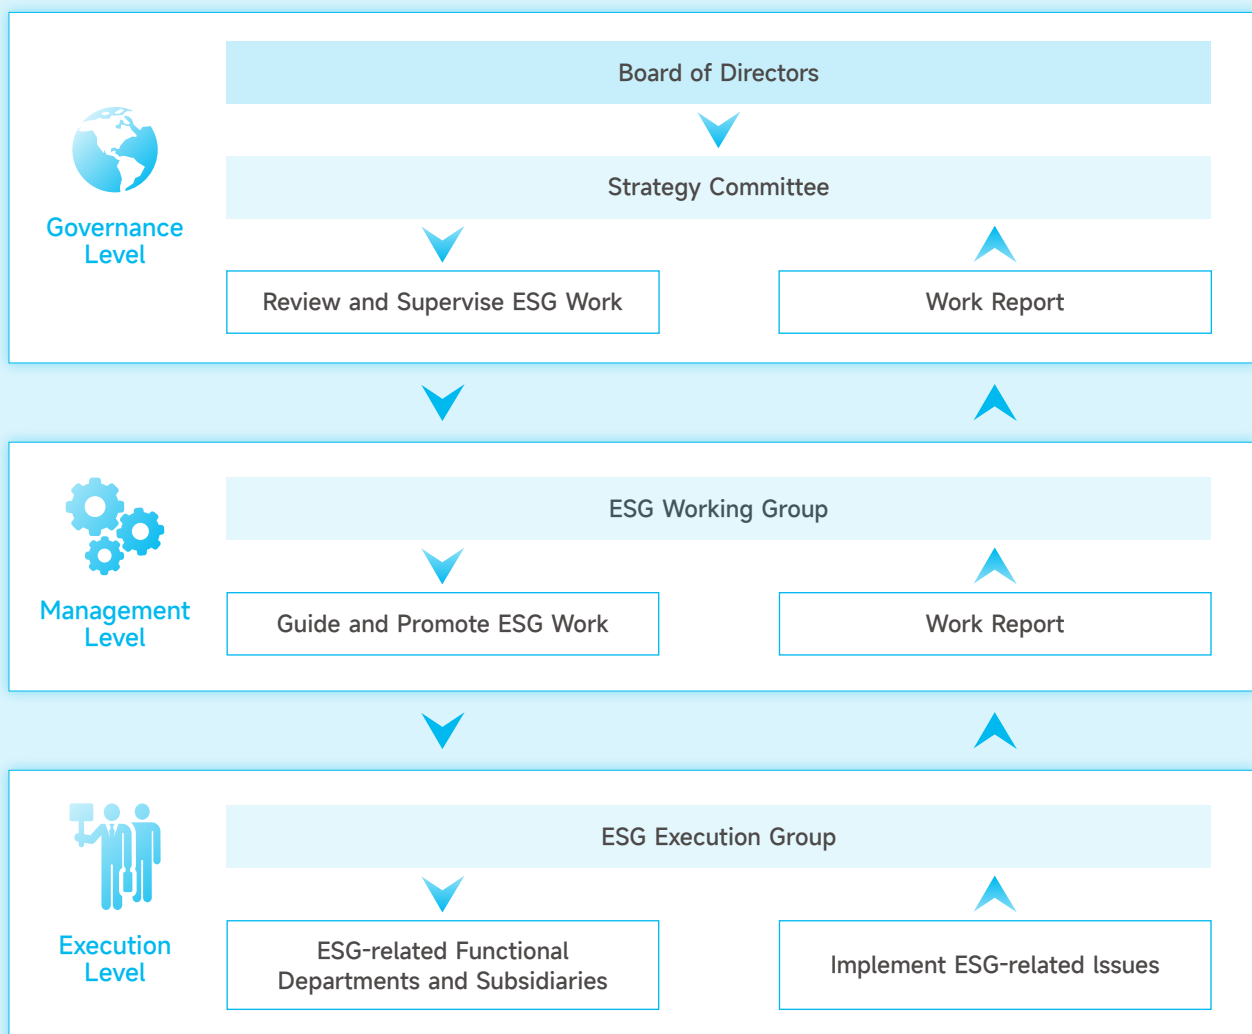 Board of Directors
Strategy Committee
Governance
Level
Review and Supervise ESG Work
Work Report
ESG Working Group
Management
Level
Guide and Promote ESG Work
Work Report
ESG Execution Group
Execution
Level
ESG-related Functional
Departments and Subsidiaries
Implement ESG-related Issues